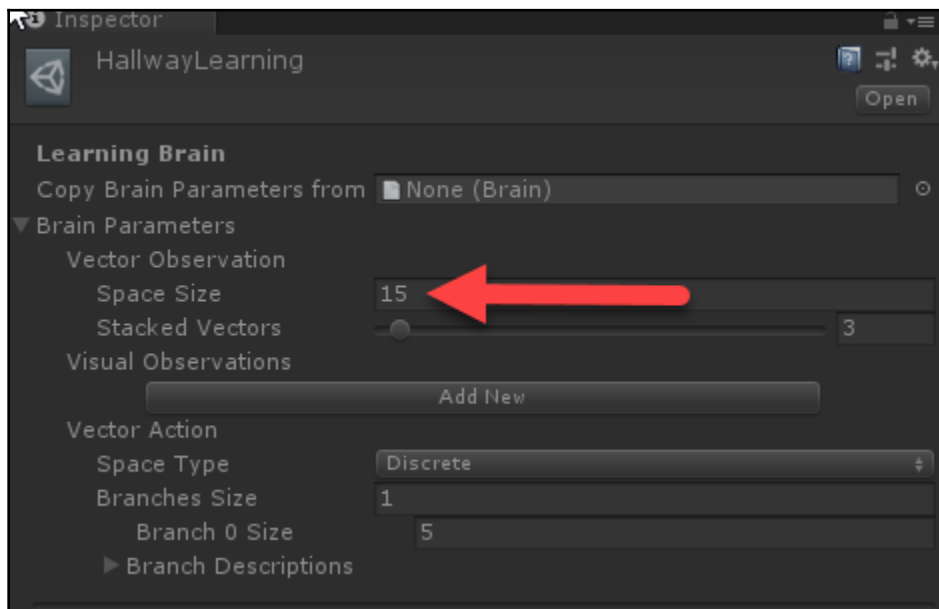 Inspector
HallwayLearning
Open
Learning Brain
Copy Brain Parameters from None (Brain)
Brain Parameters
Vector Observation
Space Size 15
Stacked Vectors 3
Visual Observations
Add New
Vector Action
Space Type Discrete
Branches Size 1
Branch 0 Size 5
Branch Descriptions